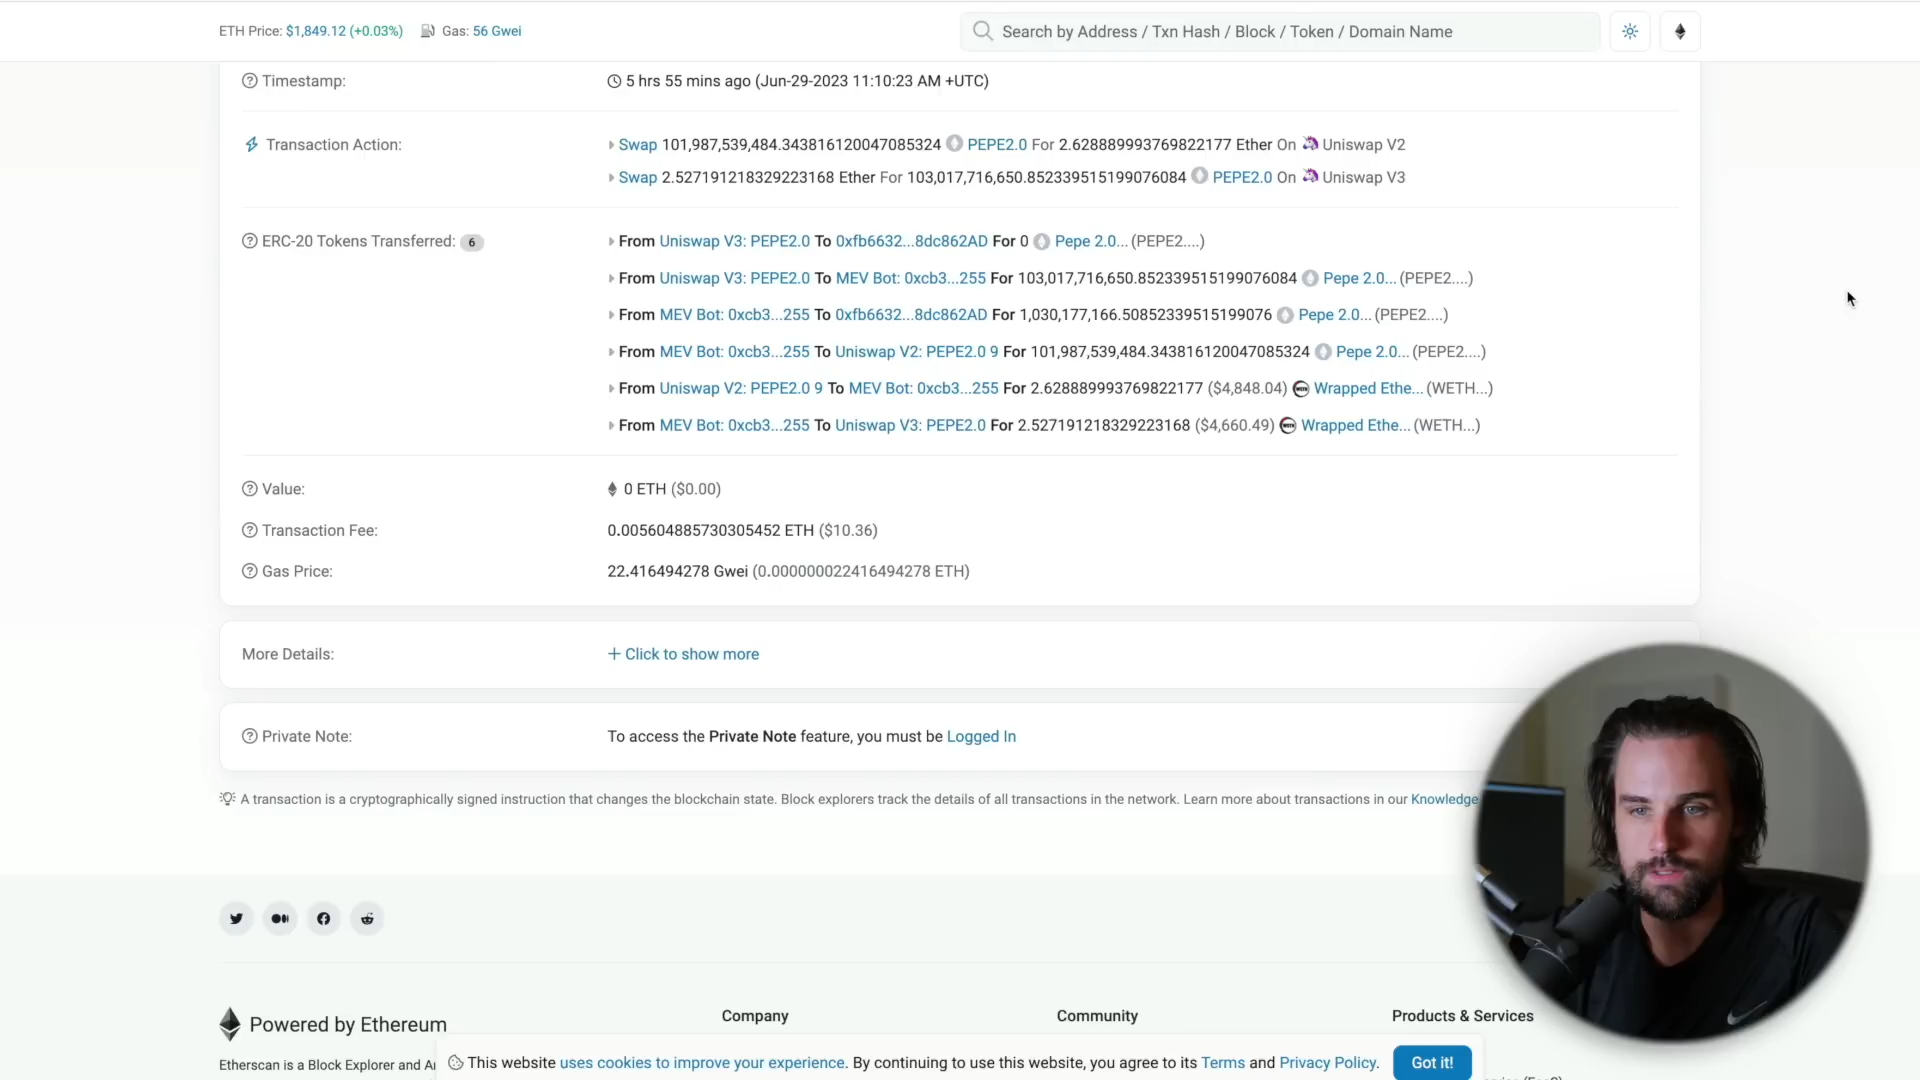 ETH Price: $1,849.12 (+0.03%) Gas: 56 Gwei
Search by Address / Txn Hash / Block / Token / Domain Name
Timestamp: 5 hrs 55 mins ago (Jun-29-2023 11:10:23 AM +UTC)
Transaction Action: Swap 101,987,539,484.343816120047085324 PEPE2.0 For 2.628889993769822177 Ether On Uniswap V2
Swap 2.527191218329223168 Ether For 103,017,716,650.852339515199076084 PEPE2.0 On Uniswap V3
ERC-20 Tokens Transferred: 6 From Uniswap V3: PEPE2.0 To 0xfb6632...8dc862AD For 0 Pepe 2.0... (PEPE2....)
From Uniswap V3: PEPE2.0 To MEV Bot: 0xcb3...255 For 103,017,716,650.852339515199076084 Pepe 2.0... (PEPE2....)
From MEV Bot: 0xcb3...255 To 0xfb6632...8dc862AD For 1,030,177,166.50852339515199076 Pepe 2.0... (PEPE2....)
From MEV Bot: 0xcb3...255 To Uniswap V2: PEPE2.0 9 For 101,987,539,484.343816120047085324 Pepe 2.0... (PEPE2....)
From Uniswap V2: PEPE2.0 9 To MEV Bot: 0xcb3...255 For 2.628889993769822177 ($4,848.04) Wrapped Ethe... (WETH...)
From MEV Bot: 0xcb3...255 To Uniswap V3: PEPE2.0 For 2.527191218329223168 ($4,660.49) Wrapped Ethe... (WETH...)
Value: 0 ETH ($0.00)
Transaction Fee: 0.005604885730305452 ETH ($10.36)
Gas Price: 22.416494278 Gwei (0.000000022416494278 ETH)
More Details: + Click to show more
Private Note: To access the Private Note feature, you must be Logged In
A transaction is a cryptographically signed instruction that changes the blockchain state. Block explorers track the details of all transactions in the network. Learn more about transactions in our Knowledge
Powered by Ethereum
Company
Community
Products & Services
Etherscan is a Block Explorer and
This website uses cookies to improve your experience. By continuing to use this website, you agree to its Terms and Privacy Policy.
Got it!